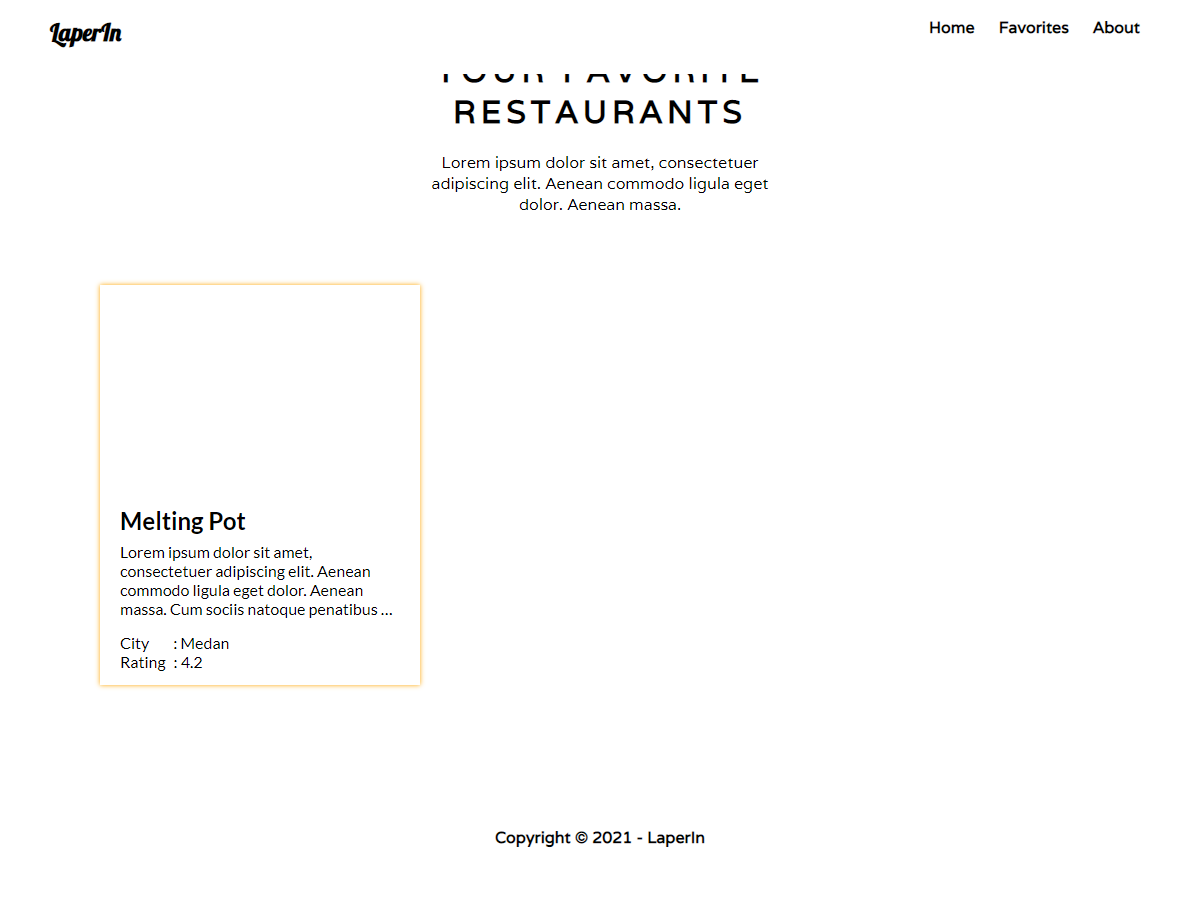 LaperIn
Home Favorites About
YOUR FAVORITE
RESTAURANTS
Lorem ipsum dolor sit amet, consectetuer
adipiscing elit. Aenean commodo ligula eget
dolor. Aenean massa.
Melting Pot
Lorem ipsum dolor sit amet,
consectetuer adipiscing elit. Aenean
commodo ligula eget dolor. Aenean
massa. Cum sociis natoque penatibus ...
City : Medan
Rating : 4.2
Copyright © 2021 - LaperIn